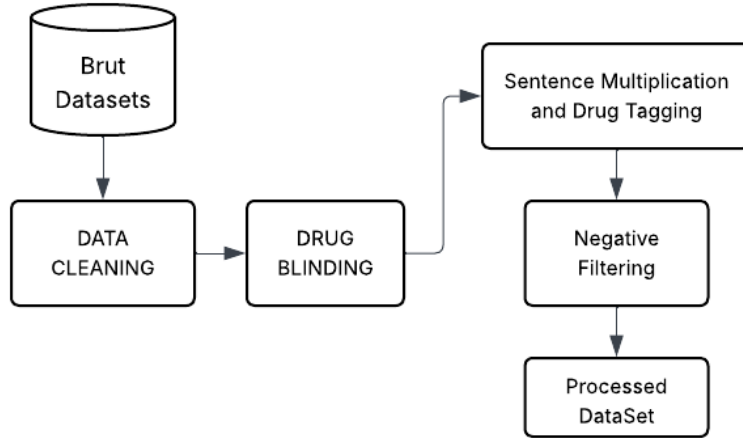 Brut
Datasets
DATA
CLEANING
DRUG
BLINDING
Sentence Multiplication
and Drug Tagging
Negative
Filtering
Processed
DataSet